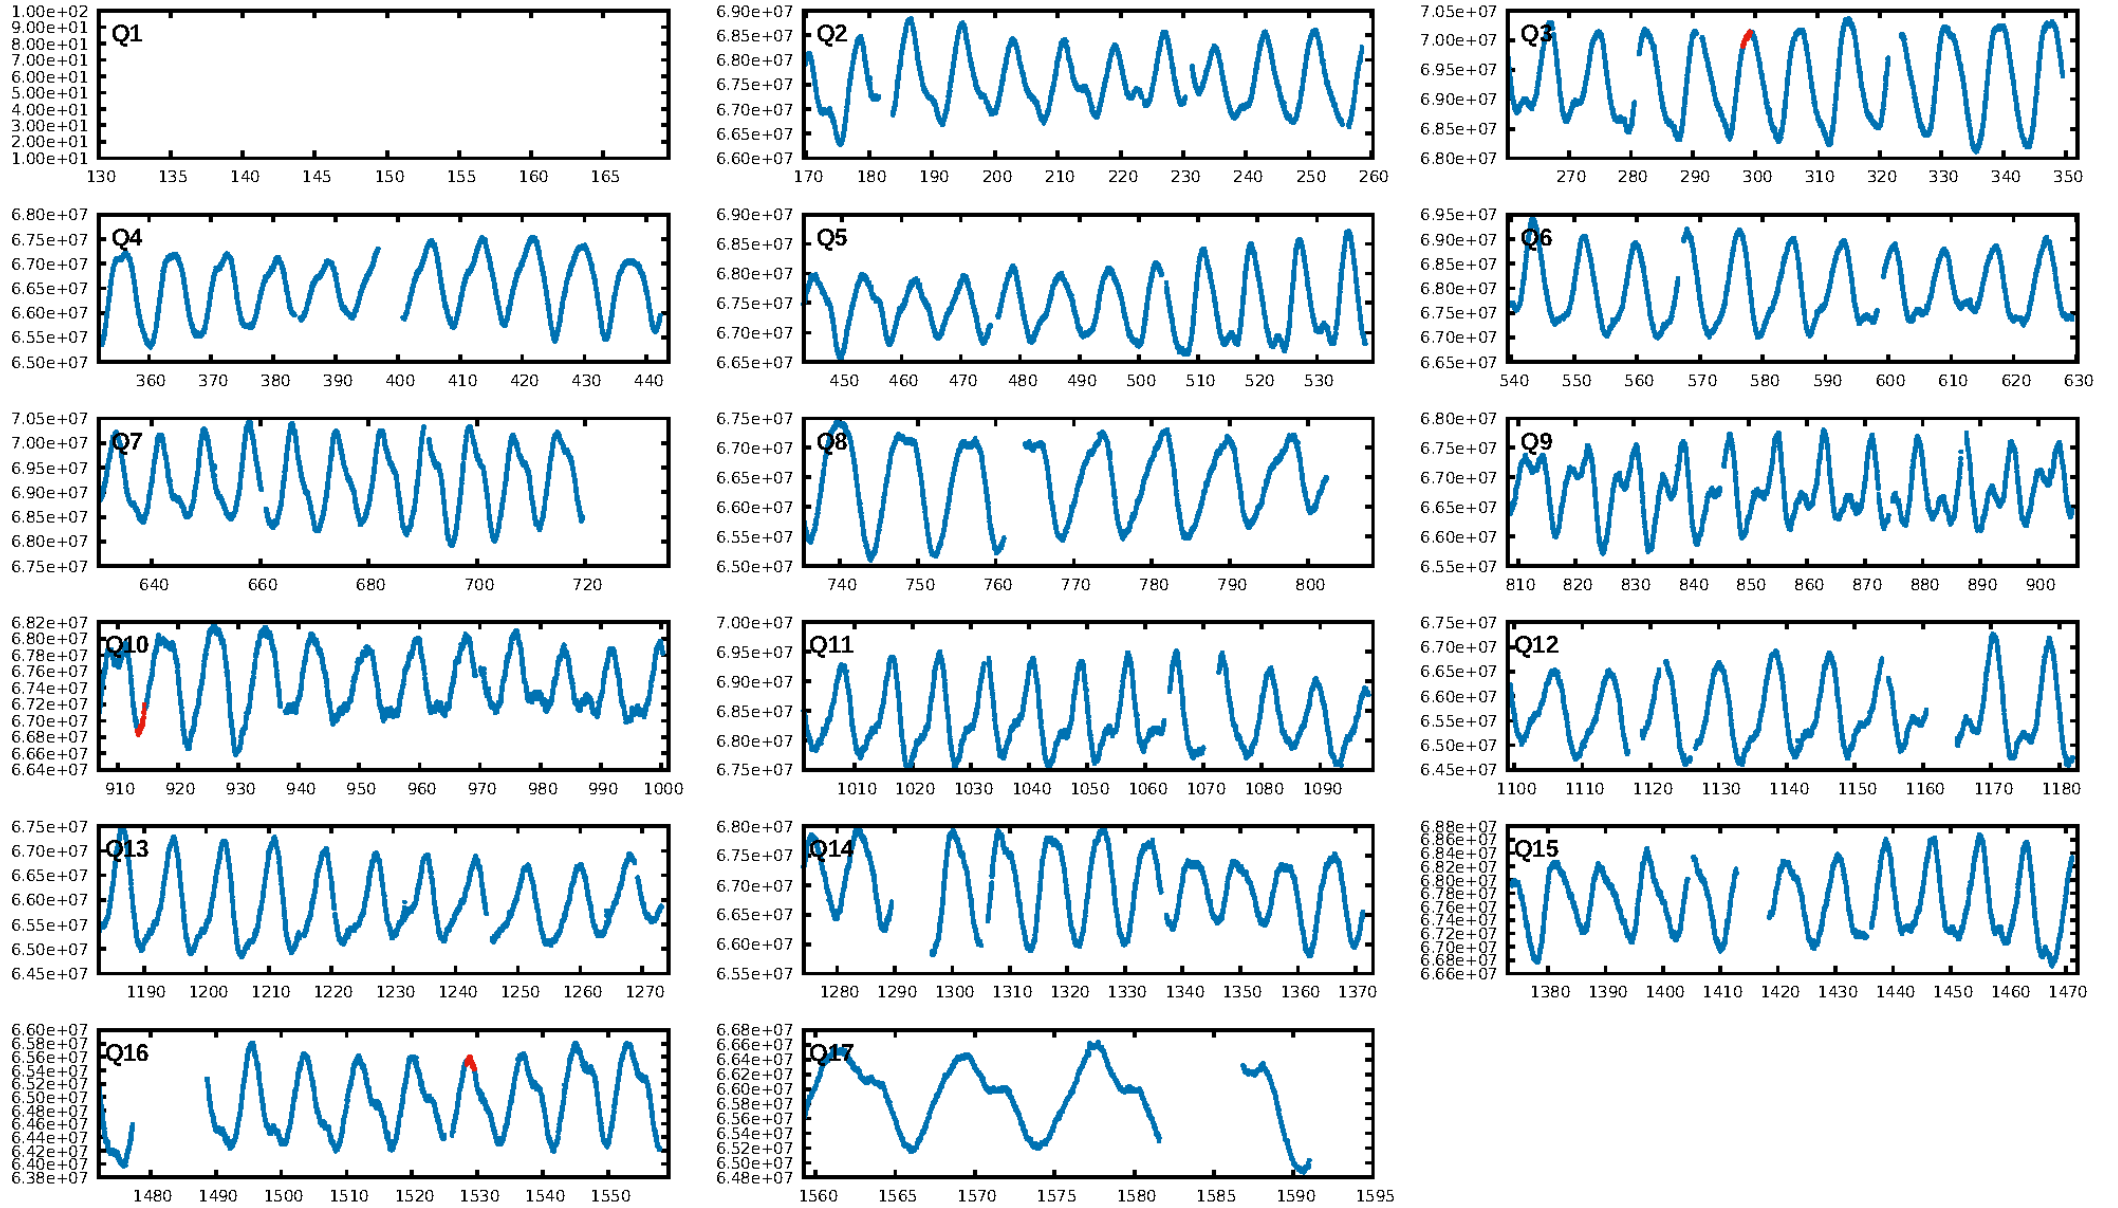 1.00e+02
9.00e+01
8.00e+01
7.00e+01
6.00e+01
5.00e+01
4.00e+01
3.00e+01
2.00e+01
1.00e+01
Q1
130 135 140 145 150 155 160 165
6.90e+07
6.85e+07
6.80e+07
6.75e+07
6.70e+07
6.65e+07
6.60e+07
Q2
170 180 190 200 210 220 230 240 250 260
7.05e+07
7.00e+07
6.95e+07
6.90e+07
6.85e+07
6.80e+07
Q3
270 280 290 300 310 320 330 340 350
6.80e+07
6.75e+07
6.70e+07
6.65e+07
6.60e+07
6.55e+07
6.50e+07
Q4
360 370 380 390 400 410 420 430 440
6.90e+07
6.85e+07
6.80e+07
6.75e+07
6.70e+07
6.65e+07
Q5
450 460 470 480 490 500 510 520 530
6.95e+07
6.90e+07
6.85e+07
6.80e+07
6.75e+07
6.70e+07
6.65e+07
Q6
540 550 560 570 580 590 600 610 620 630
7.05e+07
7.00e+07
6.95e+07
6.90e+07
6.85e+07
6.80e+07
6.75e+07
Q7
640 660 680 700 720
6.75e+07
6.70e+07
6.65e+07
6.60e+07
6.55e+07
6.50e+07
Q8
740 750 760 770 780 790 800
6.80e+07
6.75e+07
6.70e+07
6.65e+07
6.60e+07
6.55e+07
Q9
810 820 830 840 850 860 870 880 890 900
6.82e+07
6.80e+07
6.78e+07
6.76e+07
6.74e+07
6.72e+07
6.70e+07
6.68e+07
6.66e+07
6.64e+07
Q10
910 920 930 940 950 960 970 980 990 1000
7.00e+07
6.95e+07
6.90e+07
6.85e+07
6.80e+07
6.75e+07
Q11
1010 1020 1030 1040 1050 1060 1070 1080 1090
6.75e+07
6.70e+07
6.65e+07
6.60e+07
6.55e+07
6.50e+07
6.45e+07
Q12
1100 1110 1120 1130 1140 1150 1160 1170 1180
6.75e+07
6.70e+07
6.65e+07
6.60e+07
6.55e+07
6.50e+07
6.45e+07
Q13
1190 1200 1210 1220 1230 1240 1250 1260 1270
6.80e+07
6.75e+07
6.70e+07
6.65e+07
6.60e+07
6.55e+07
Q14
1280 1290 1300 1310 1320 1330 1340 1350 1360 1370
6.88e+07
6.86e+07
6.84e+07
6.82e+07
6.80e+07
6.78e+07
6.76e+07
6.74e+07
6.72e+07
6.70e+07
6.68e+07
6.66e+07
Q15
1380 1390 1400 1410 1420 1430 1440 1450 1460 1470
6.60e+07
6.58e+07
6.56e+07
6.54e+07
6.52e+07
6.50e+07
6.48e+07
6.46e+07
6.44e+07
6.42e+07
6.40e+07
6.38e+07
Q16
1480 1490 1500 1510 1520 1530 1540 1550
6.68e+07
6.66e+07
6.64e+07
6.62e+07
6.60e+07
6.58e+07
6.56e+07
6.54e+07
6.52e+07
6.50e+07
6.48e+07
Q17
1560 1565 1570 1575 1580 1585 1590 1595